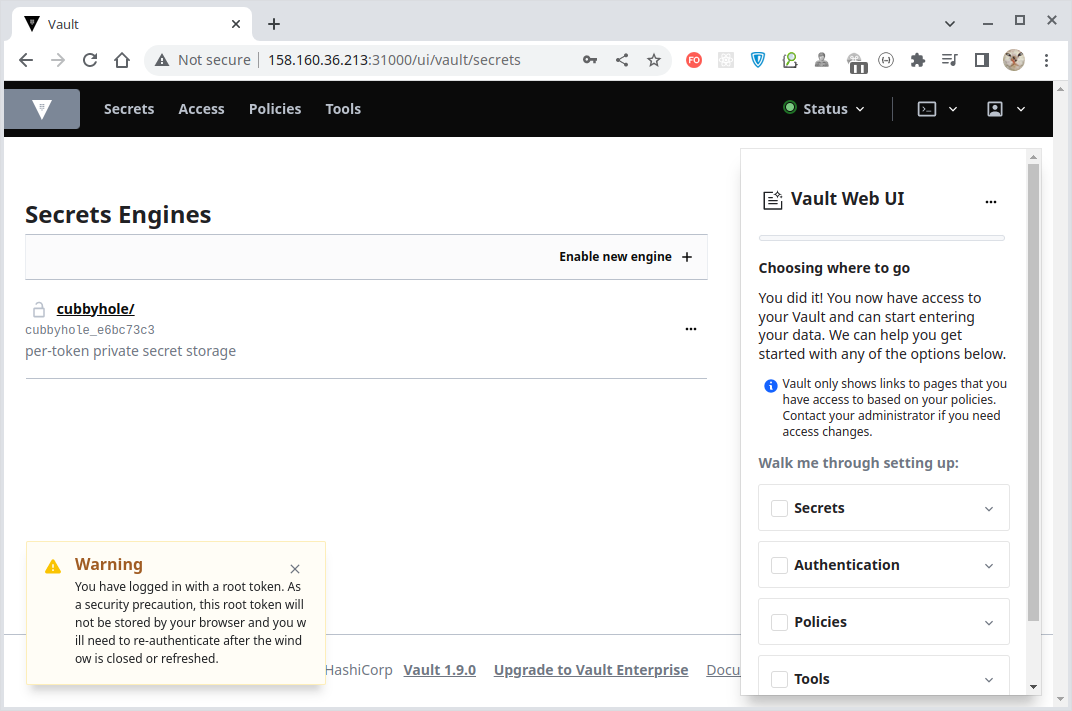 Vault
Not secure
158.160.36.213:31000/ui/vault/secrets
FO
Secrets
Access
Policies
Tools
Status
Secrets Engines
Enable new engine
cubbyhole/
cubbyhole_e6bc73c3
per-token private secret storage
Warning
You have logged in with a root token. As
a security precaution, this root token will
not be stored by your browser and you w
ill need to re-authenticate after the wind
ow is closed or refreshed.
HashiCorp
Vault 1.9.0
Upgrade to Vault Enterprise
Docu
Vault Web UI
Choosing where to go
You did it! You now have access to
your Vault and can start entering
your data. We can help you get
started with any of the options below.
Vault only shows links to pages that you
have access to based on your policies.
Contact your administrator if you need
access changes.
Walk me through setting up:
Secrets
Authentication
Policies
Tools